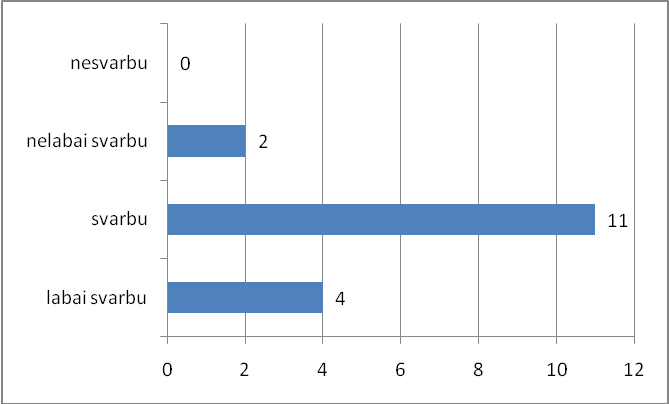 nesvarbu 0
nelabai svarbu 2
svarbu 11
labai svarbu 4
0 2 4 6 8 10 12